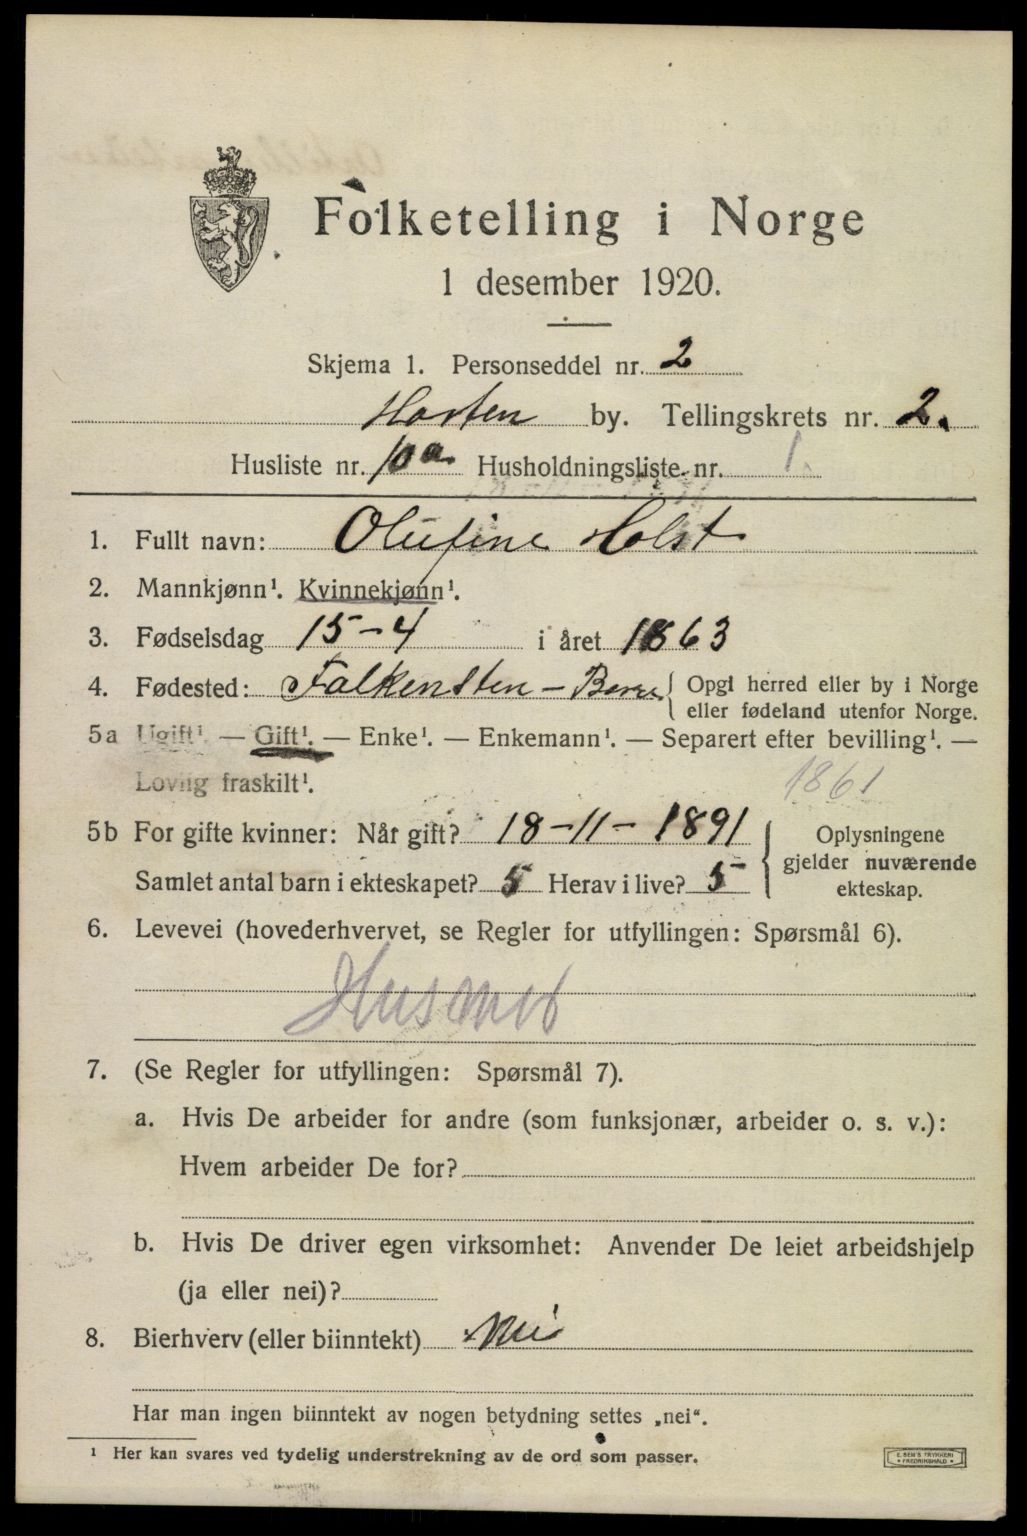 Folketelling i Norge
1 desember 1920.
Skjema 1. Personseddel nr. 2
Horten by. Tellingskrets nr. 2.
Husliste nr. 10a Husholdningsliste nr. 1.
1. Fullt navn: Olufine Holst
2. Mannkjønn¹. Kvinnekjønn¹.
3. Fødselsdag 15-4 i året 1863
4. Fødested: Falkensten - Borre { Opgi herred eller by i Norge
eller fødeland utenfor Norge.
5a Ugift¹. — Gift¹. — Enke¹. — Enkemann¹. — Separert efter bevilling¹. —
Lovlig fraskilt¹. 1861
5b For gifte kvinner: Når gift? 18-11-1891
Samlet antal barn i ekteskapet? 5 Herav i live? 5
Oplysningene
gjelder nuværende
ekteskap.
6. Levevei (hovederhvervet, se Regler for utfyllingen: Spørsmål 6).
Husmor
7. (Se Regler for utfyllingen: Spørsmål 7).
a. Hvis De arbeider for andre (som funksjonær, arbeider o. s. v.):
Hvem arbeider De for?
b. Hvis De driver egen virksomhet: Anvender De leiet arbeidshjelp
(ja eller nei)?
8. Bierhverv (eller biinntekt) Nei
Har man ingen biinntekt av nogen betydning settes „nei“.
¹ Her kan svares ved tydelig understrekning av de ord som passer.
E. SEM'S TRYKKERI
FREDRIKSHALD